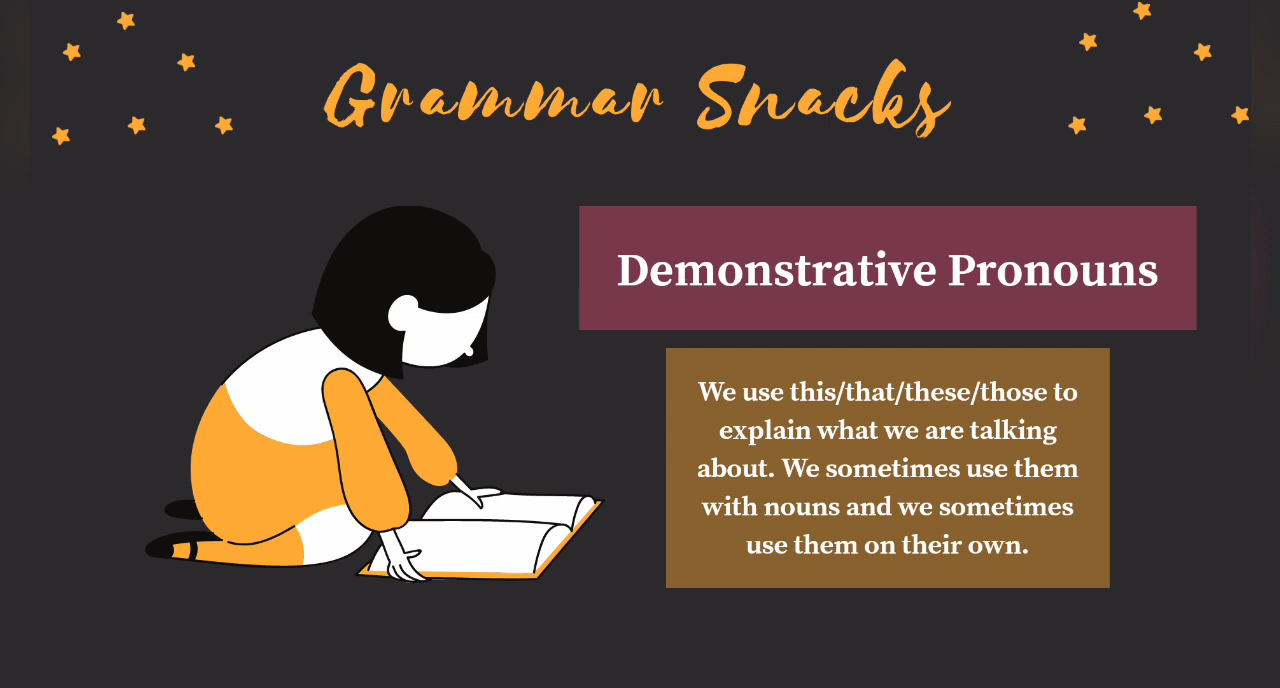 Grammar Snacks
Demonstrative Pronouns
We use this/that/these/those to
explain what we are talking
about. We sometimes use them
with nouns and we sometimes
use them on their own.